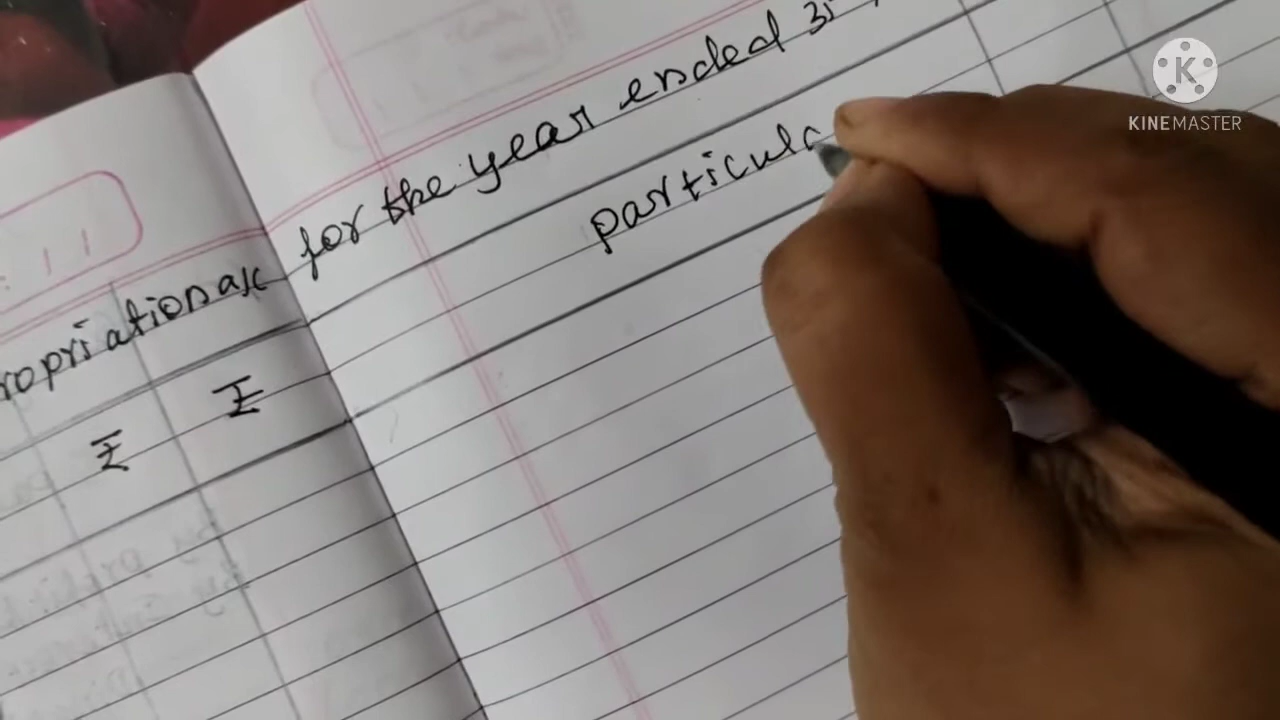 ropriation a/c for the year ended 31
particula
₹ ₹
K
KINEMASTER